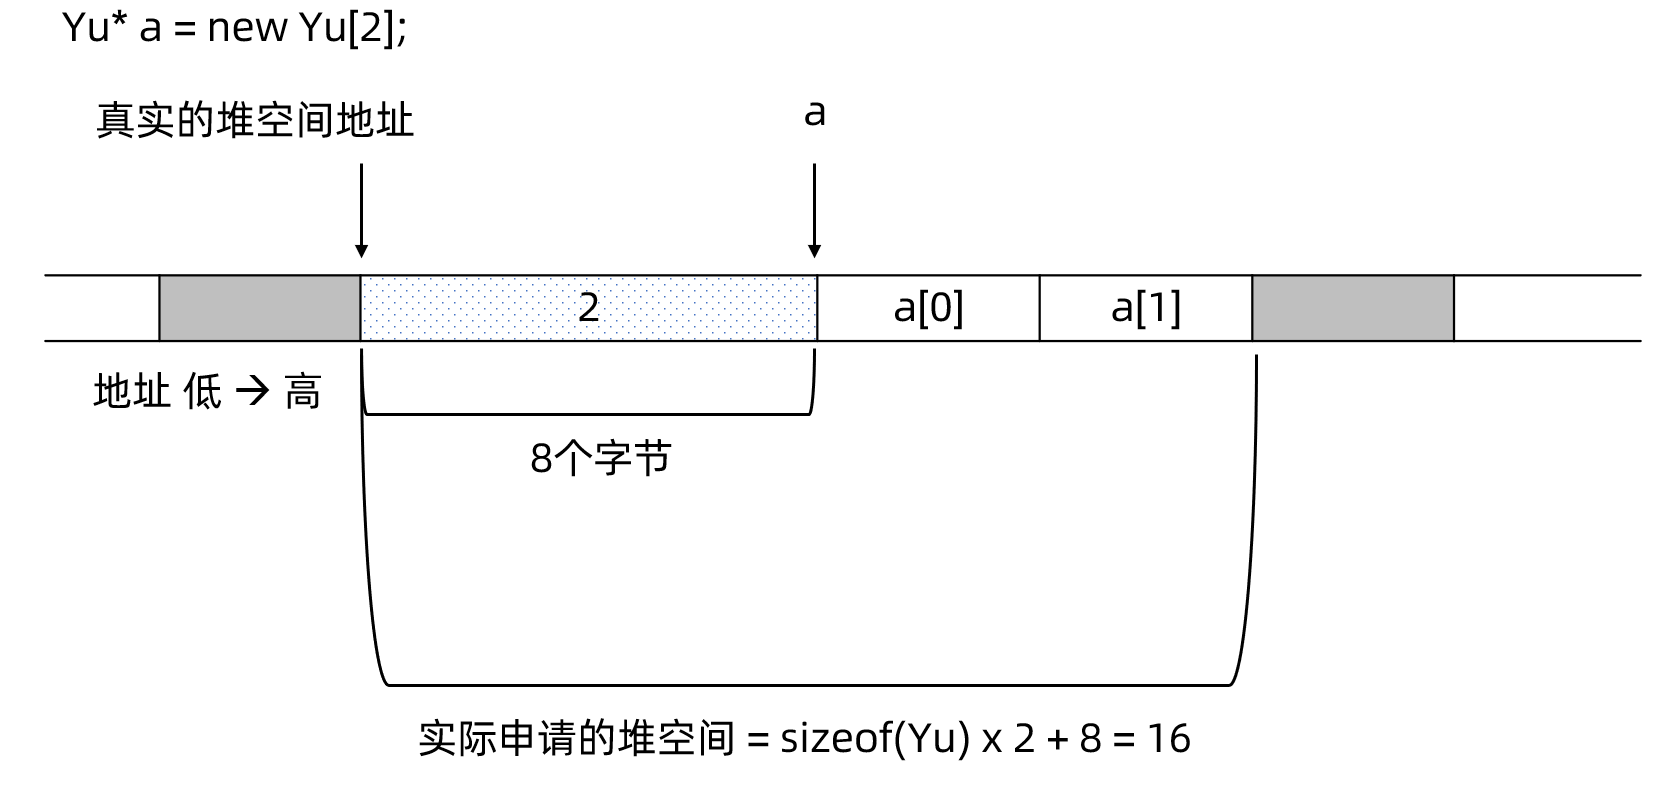 Yu* a = new Yu[2];
真实的堆空间地址
a
2
a[0]
a[1]
地址 低 → 高
8个字节
实际申请的堆空间 = sizeof(Yu) x 2 + 8 = 16